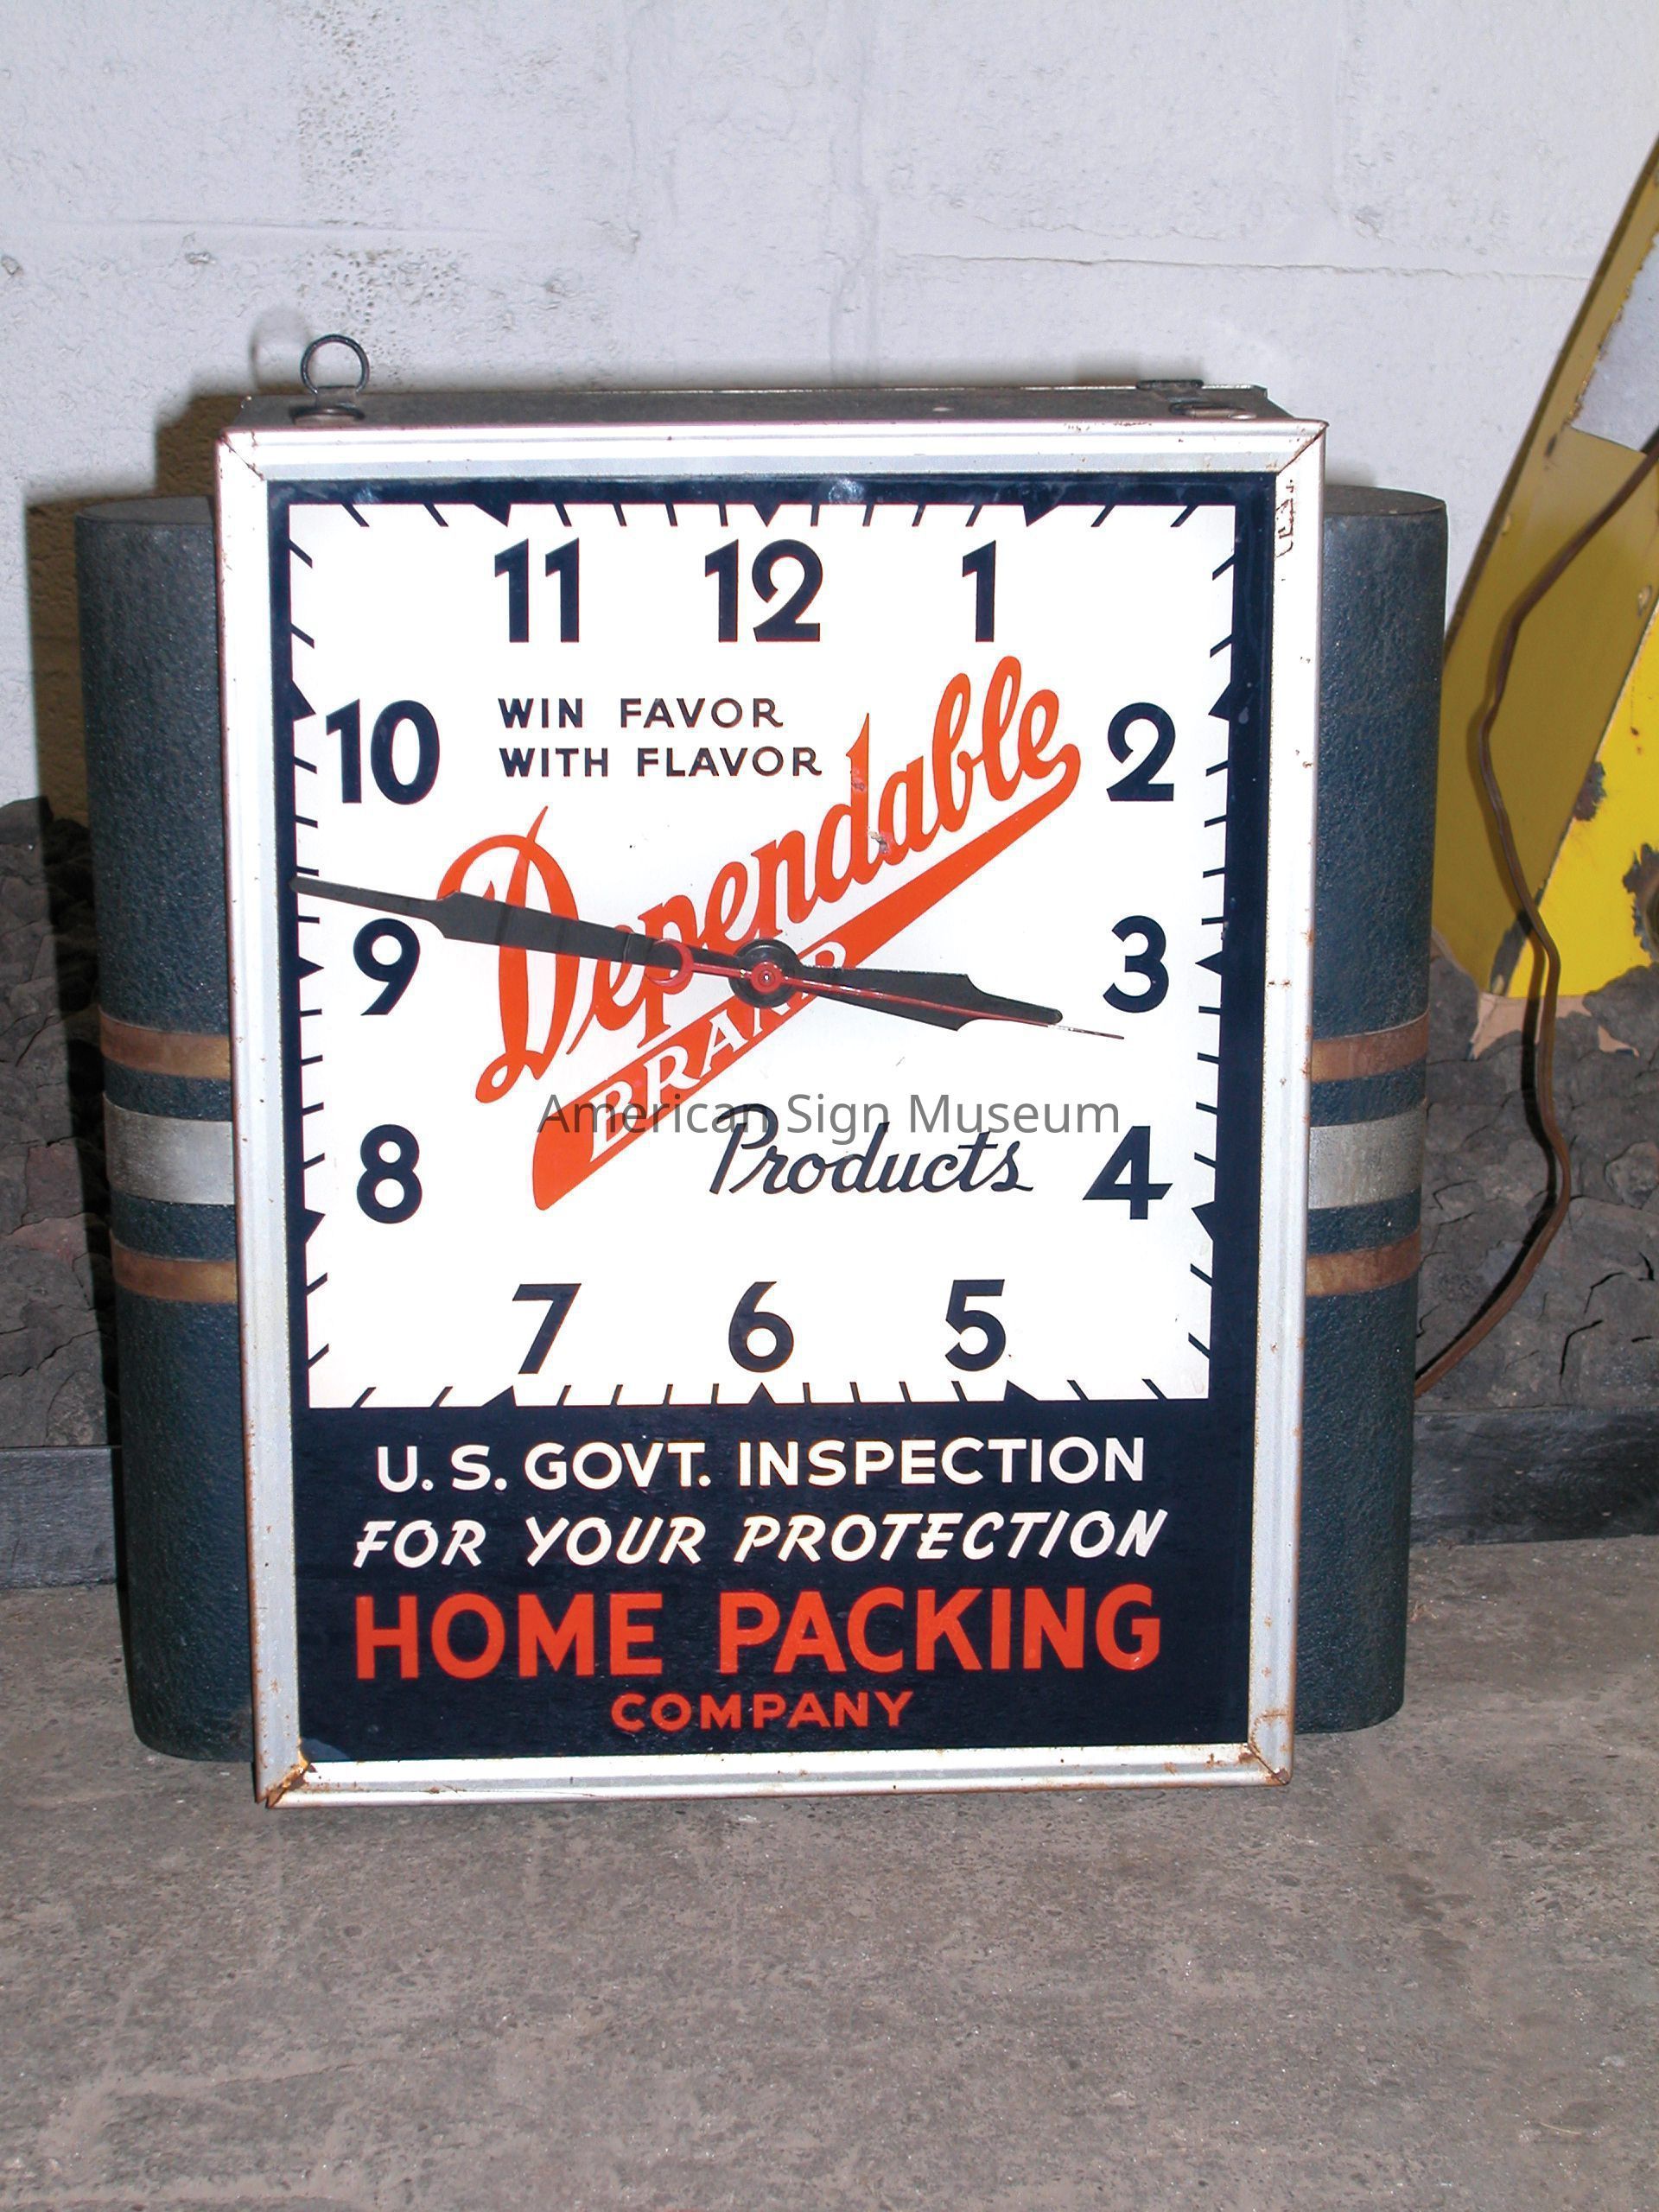 11 12 1
10 2
WIN FAVOR
WITH FLAVOR
Dependable
9 3
BRAND
American Sign Museum
Products
8 4
7 6 5
U.S. GOVT. INSPECTION
FOR YOUR PROTECTION
HOME PACKING
COMPANY